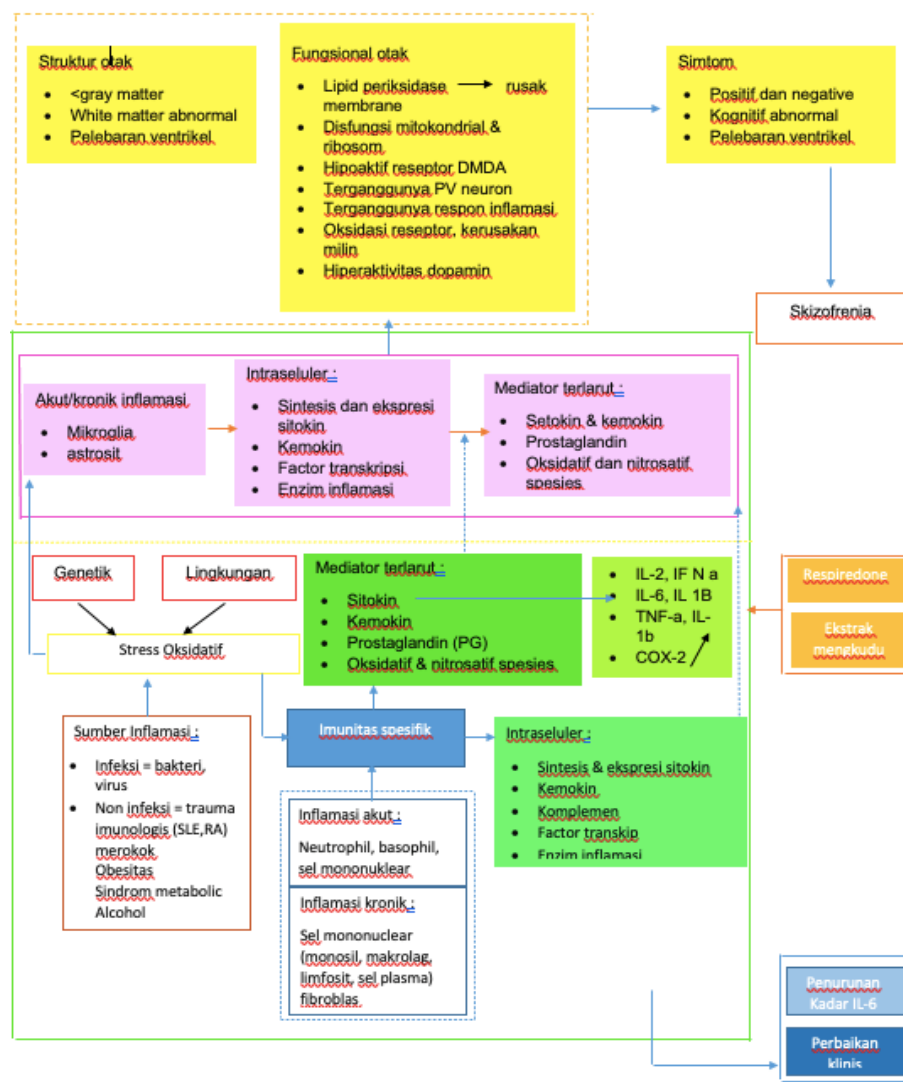 Struktur otak
<gray matter
White matter abnormal
Pelebaran ventrikel
Fungsional otak
Lipid periksidase → rusak
membrane
Disfungsi mitokondrial &
ribosom
Hipoaktif reseptor DMDA
Terganggunya PV neuron
Terganggunya respon inflamasi
Oksidasi reseptor, kerusakan
milin
Hiperaktivitas dopamin
Simtom
Positif dan negative
Kognitif abnormal
Pelebaran ventrikel
Skizofrenia
Akut/kronik inflamasi
Mikroglia
astrosit
Intraseluler :
Sintesis dan ekspresi
sitokin
Kemokin
Factor transkripsi
Enzim inflamasi
Mediator terlarut :
Setokin & kemokin
Prostaglandin
Oksidatif dan nitrosatif
spesies
Genetik
Lingkungan
Stress Oksidatif
Mediator terlarut :
Sitokin
Kemokin
Prostaglandin (PG)
Oksidatif & nitrosatif spesies
IL-2, IF N a
IL-6, IL 1B
TNF-a, IL-
1b
COX-2
Respiredone
Ekstrak
mengkudu
Sumber Inflamasi :
Infeksi = bakteri,
virus
Non infeksi = trauma
imunologis (SLE,RA)
merokok
Obesitas
Sindrom metabolic
Alcohol
Imunitas spesifik
Intraseluler :
Sintesis & ekspresi sitokin
Kemokin
Komplemen
Factor transkip
Enzim inflamasi
Inflamasi akut :
Neutrophil, basophil,
sel mononuklear
Inflamasi kronik :
Sel mononuclear
(monosil, makrolag,
limfosit, sel plasma)
fibroblas
Penurunan
Kadar IL-6
Perbaikan
klinis